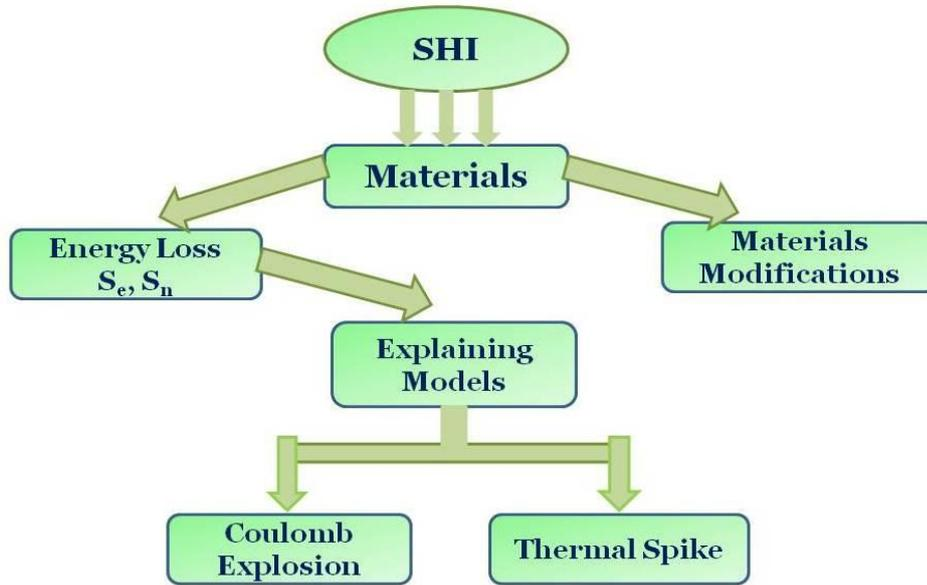 SHI
Materials
Energy Loss
Sₑ, Sₙ
Materials
Modifications
Explaining
Models
Coulomb
Explosion
Thermal Spike